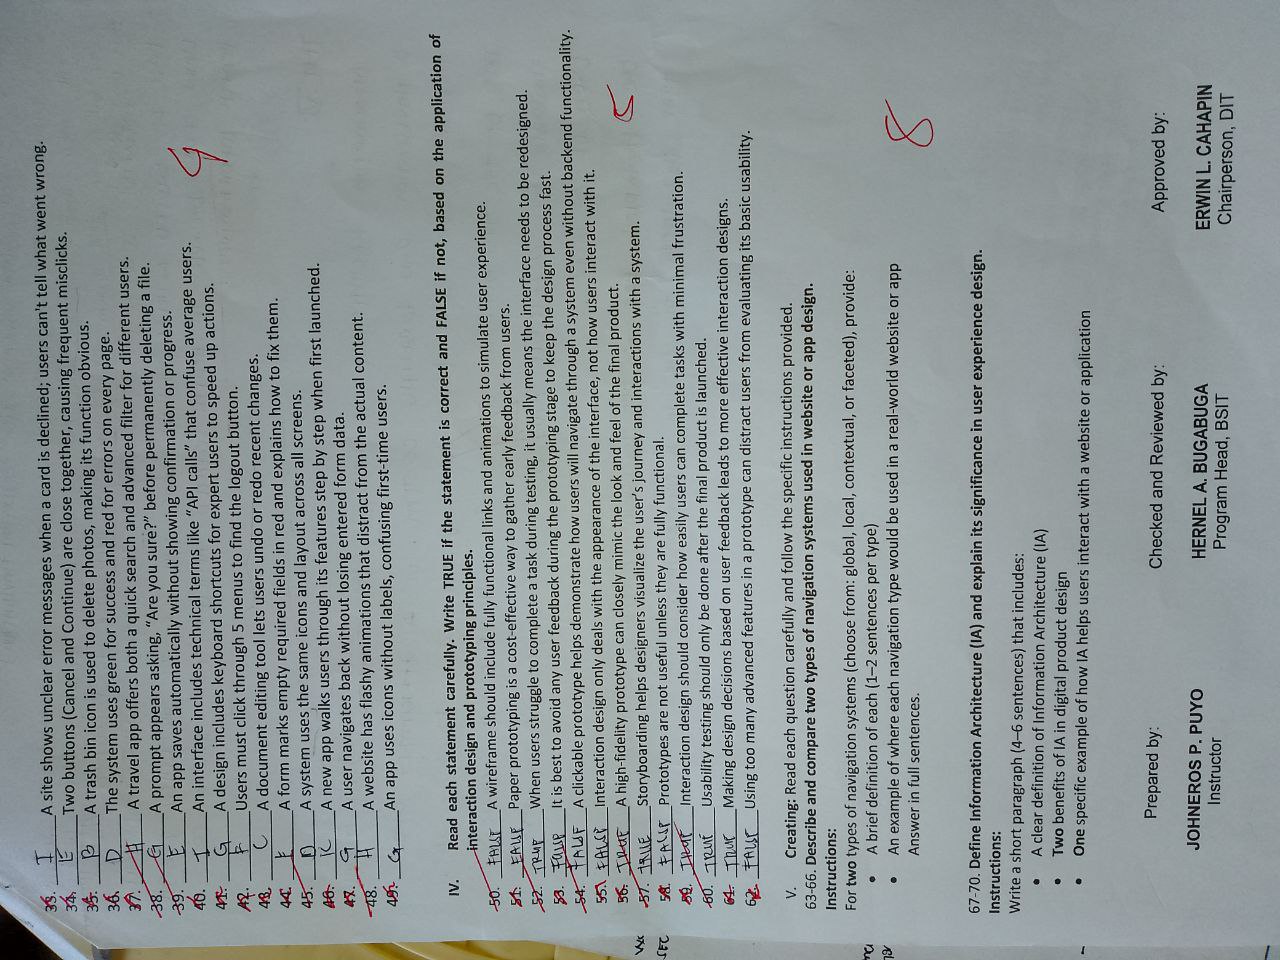 33. I A site shows unclear error messages when a card is declined; users can't tell what went wrong.
34. E Two buttons (Cancel and Continue) are close together, causing frequent misclicks.
35. B A trash bin icon is used to delete photos, making its function obvious.
36. D The system uses green for success and red for errors on every page.
37. H A travel app offers both a quick search and advanced filter for different users.
38. G A prompt appears asking, “Are you sure?” before permanently deleting a file.
39. E An app saves automatically without showing confirmation or progress.
40. I An interface includes technical terms like “API calls” that confuse average users.
41. G A design includes keyboard shortcuts for expert users to speed up actions.
42. F Users must click through 5 menus to find the logout button.
43. C A document editing tool lets users undo or redo recent changes.
44. E A form marks empty required fields in red and explains how to fix them.
45. D A system uses the same icons and layout across all screens.
46. K A new app walks users through its features step by step when first launched.
47. G A user navigates back without losing entered form data.
48. H A website has flashy animations that distract from the actual content.
49. G An app uses icons without labels, confusing first-time users.
9
IV. Read each statement carefully. Write TRUE if the statement is correct and FALSE if not, based on the application of
interaction design and prototyping principles.
50. FALSE A wireframe should include fully functional links and animations to simulate user experience.
51. FALSE Paper prototyping is a cost-effective way to gather early feedback from users.
52. TRUE When users struggle to complete a task during testing, it usually means the interface needs to be redesigned.
53. FALSE It is best to avoid any user feedback during the prototyping stage to keep the design process fast.
54. FALSE A clickable prototype helps demonstrate how users will navigate through a system even without backend functionality.
55. FALSE Interaction design only deals with the appearance of the interface, not how users interact with it.
56. TRUE A high-fidelity prototype can closely mimic the look and feel of the final product.
57. TRUE Storyboarding helps designers visualize the user's journey and interactions with a system.
58. FALSE Prototypes are not useful unless they are fully functional.
59. TRUE Interaction design should consider how easily users can complete tasks with minimal frustration.
60. TRUE Usability testing should only be done after the final product is launched.
61. TRUE Making design decisions based on user feedback leads to more effective interaction designs.
62. FALSE Using too many advanced features in a prototype can distract users from evaluating its basic usability.
V. Creating: Read each question carefully and follow the specific instructions provided.
63-66. Describe and compare two types of navigation systems used in website or app design.
Instructions:
For two types of navigation systems (choose from: global, local, contextual, or faceted), provide:
• A brief definition of each (1–2 sentences per type)
• An example of where each navigation type would be used in a real-world website or app
Answer in full sentences.
8
67-70. Define Information Architecture (IA) and explain its significance in user experience design.
Instructions:
Write a short paragraph (4–6 sentences) that includes:
• A clear definition of Information Architecture (IA)
• Two benefits of IA in digital product design
• One specific example of how IA helps users interact with a website or application
Prepared by: Checked and Reviewed by: Approved by:
JOHNEROS P. PUYO HERNEL A. BUGABUGA ERWIN L. CAHAPIN
Instructor Program Head, BSIT Chairperson, DIT